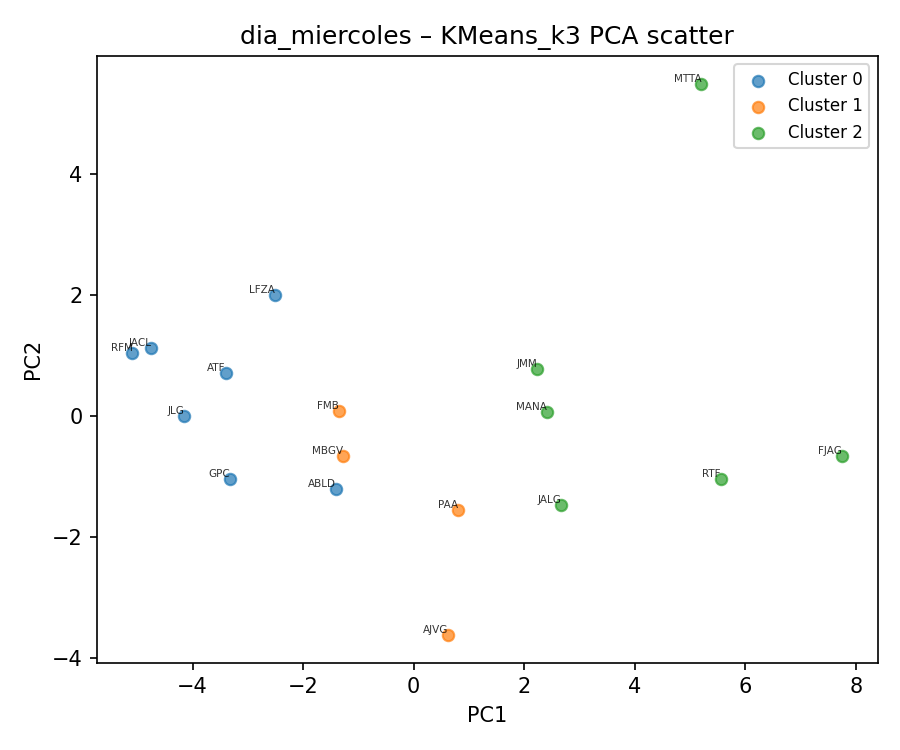 dia_miercoles – KMeans_k3 PCA scatter
MTTA
Cluster 0
Cluster 1
Cluster 2
4
LFZA
2
JACL
RFM
ATF
JMM
PC2
JLG
FMB
MANA
0
MBGV
FJAG
GPC
ABLD
RTF
PAA
JALG
−2
AJVG
−4
−4 −2 0 2 4 6 8
PC1